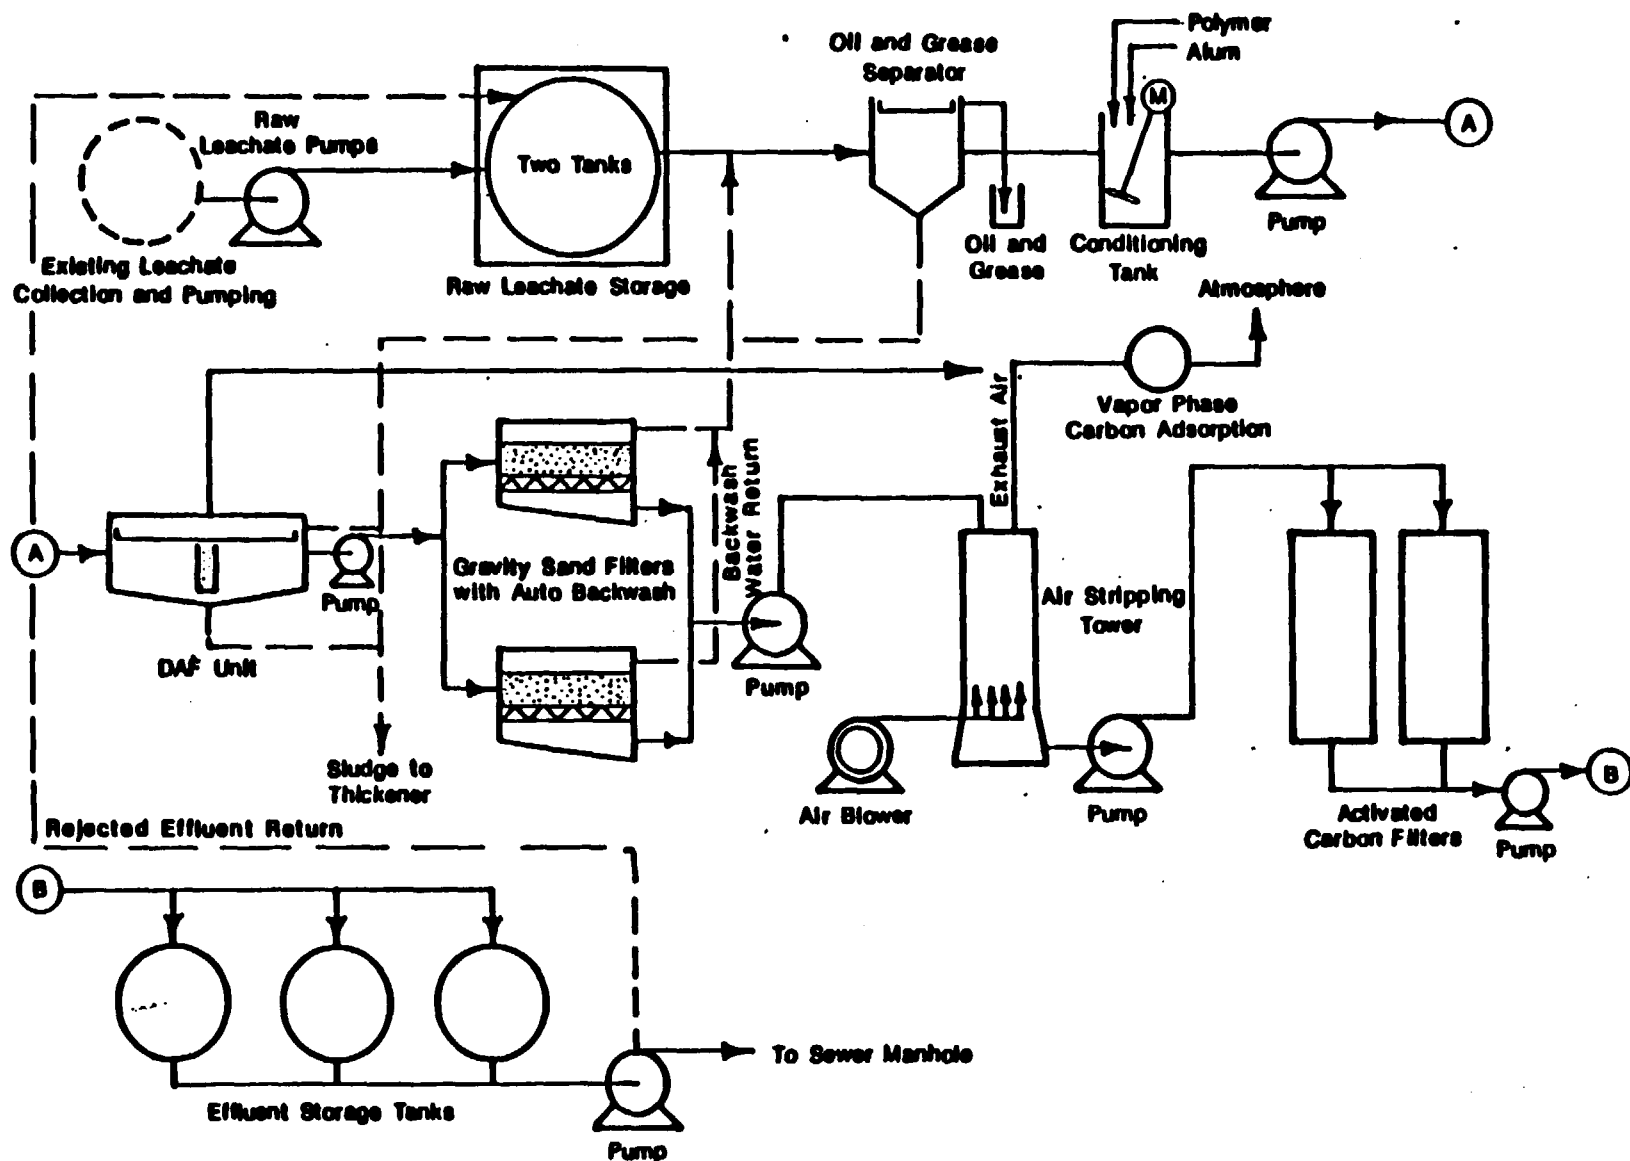 Polymer
Alum
Oil and Grease
Separator
M
A
Raw
Leachate Pumps
Two Tanks
Pump
Existing Leachate
Collection and Pumping
Raw Leachate Storage
Oil and
Grease
Conditioning
Tank
Atmosphere
Exhaust Air
Vapor Phase
Carbon Adsorption
Backwash
Water Return
A
Pump
DAF Unit
Gravity Sand Filters
with Auto Backwash
Pump
Air Stripping
Tower
Sludge to
Thickener
Air Blower
Pump
Activated
Carbon Filters
Pump
B
Rejected Effluent Return
B
To Sewer Manhole
Effluent Storage Tanks
Pump